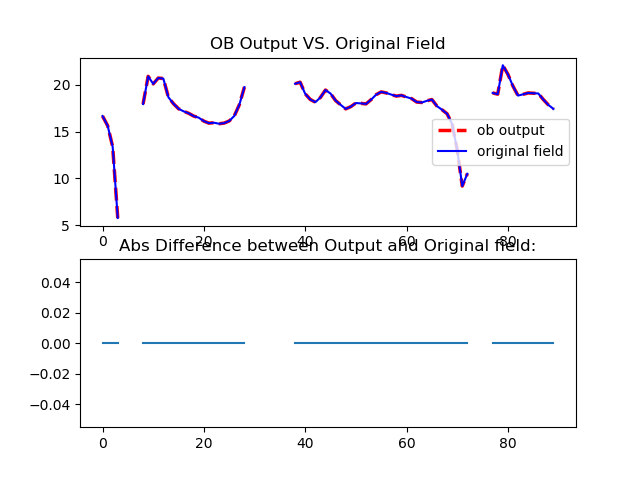 OB Output VS. Original Field
20
15
10
5
ob output
original field
0 20 40 60 80
Abs Difference between Output and Original field:
0.04
0.02
0.00
−0.02
−0.04
0 20 40 60 80